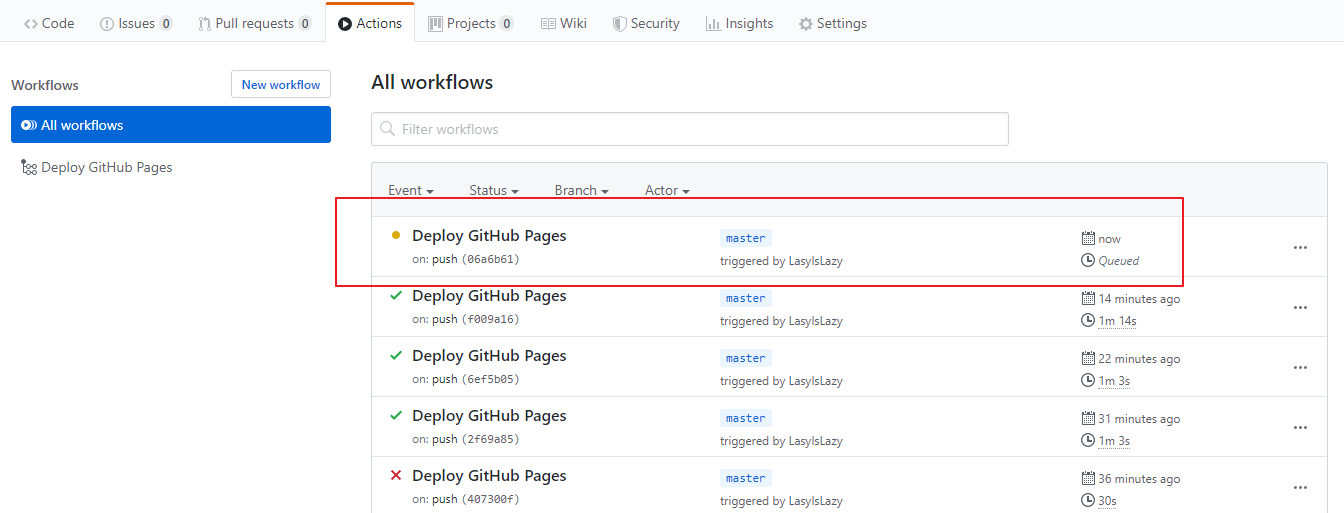 Code Issues 0 Pull requests 0 Actions Projects 0 Wiki Security Insights Settings
Workflows New workflow
All workflows
Deploy GitHub Pages
All workflows
Filter workflows
Event Status Branch Actor
Deploy GitHub Pages master now
on: push (06a6b61) triggered by LasyIsLazy Queued
Deploy GitHub Pages master 14 minutes ago
on: push (f009a16) triggered by LasyIsLazy 1m 14s
Deploy GitHub Pages master 22 minutes ago
on: push (6ef5b05) triggered by LasyIsLazy 1m 3s
Deploy GitHub Pages master 31 minutes ago
on: push (2f69a85) triggered by LasyIsLazy 1m 3s
Deploy GitHub Pages master 36 minutes ago
on: push (407300f) triggered by LasyIsLazy 30s